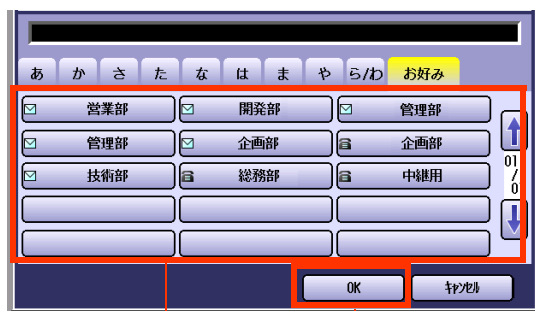 あ か さ た な は ま や ら/わ お好み
営業部 開発部 管理部
管理部 企画部 企画部
技術部 総務部 中継用
01
/
0
OK ｷｬﾝｾﾙ